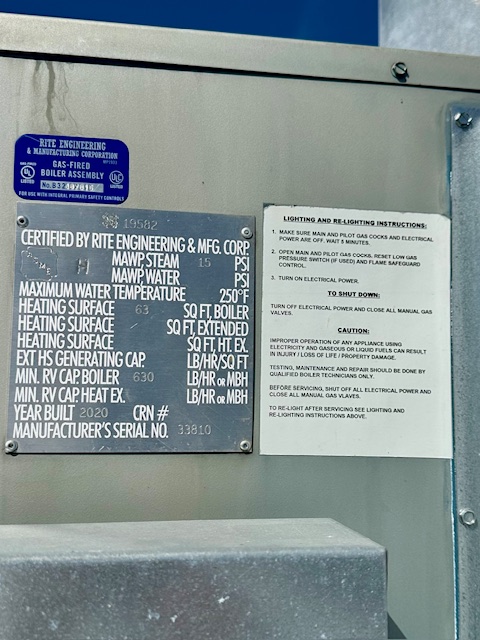 RITE ENGINEERING
& MANUFACTURING CORPORATION
GAS-FIRED
BOILER ASSEMBLY
No. 832497814
FOR USE WITH INTEGRAL PRIMARY SAFETY CONTROLS
19582
CERTIFIED BY RITE ENGINEERING & MFG. CORP.
MAWP, STEAM 15 PSI
MAWP, WATER PSI
MAXIMUM WATER TEMPERATURE 250°F
HEATING SURFACE 63 SQ FT, BOILER
HEATING SURFACE SQ FT, EXTENDED
HEATING SURFACE SQ FT, HT. EX.
EXT HS GENERATING CAP. LB/HR/SQ FT
MIN. RV CAP BOILER 630 LB/HR OR MBH
MIN. RV CAP HEAT EX. LB/HR OR MBH
YEAR BUILT 2020 CRN #
MANUFACTURER'S SERIAL NO. 33810
H
LIGHTING AND RE-LIGHTING INSTRUCTIONS:
1. MAKE SURE MAIN AND PILOT GAS COCKS AND ELECTRICAL
POWER ARE OFF. WAIT 5 MINUTES.
2. OPEN MAIN AND PILOT GAS COCKS, RESET LOW GAS
PRESSURE SWITCH (IF USED) AND FLAME SAFEGUARD
CONTROL.
3. TURN ON ELECTRICAL POWER.
TO SHUT DOWN:
TURN OFF ELECTRICAL POWER AND CLOSE ALL MANUAL GAS
VALVES.
CAUTION:
IMPROPER OPERATION OF ANY APPLIANCE USING
ELECTRICITY AND GASEOUS OR LIQUID FUELS CAN RESULT
IN INJURY / LOSS OF LIFE / PROPERTY DAMAGE.
TESTING, MAINTENANCE AND REPAIR SHOULD BE DONE BY
QUALIFIED BOILER TECHNICIANS ONLY.
BEFORE SERVICING, SHUT OFF ALL ELECTRICAL POWER AND
CLOSE ALL MANUAL GAS VLAVES.
TO RE-LIGHT AFTER SERVICING SEE LIGHTING AND
RE-LIGHTING INSTRUCTIONS ABOVE.